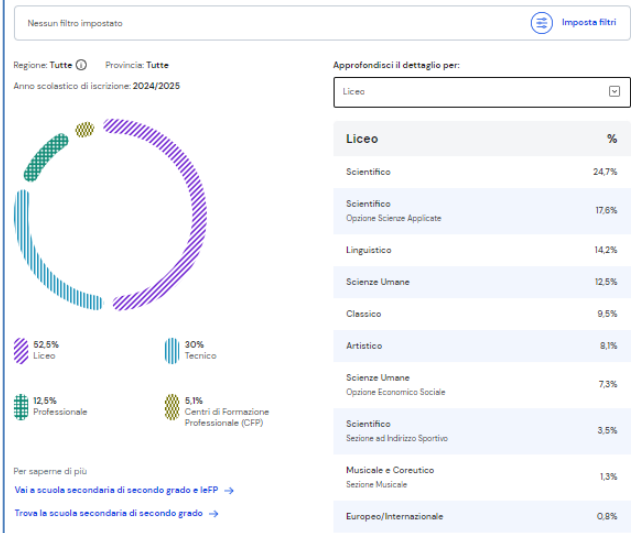 Nessun filtro impostato
Imposta filtri
Regione: Tutte
Provincia: Tutte
Anno scolastico di iscrizione: 2024/2025
52,5%
Liceo
30%
Tecnico
12,5%
Professionale
5,1%
Centri di Formazione
Professionale (CFP)
Per saperne di più
Vai a scuola secondaria di secondo grado e IeFP →
Trova la scuola secondaria di secondo grado →
Approfondisci il dettaglio per:
Liceo
Liceo %
Scientifico 24,7%
Scientifico
Opzione Scienze Applicate 17,6%
Linguistico 14,2%
Scienze Umane 12,5%
Classico 9,5%
Artistico 8,1%
Scienze Umane
Opzione Economico Sociale 7,3%
Scientifico
Sezione ad Indirizzo Sportivo 3,5%
Musicale e Coreutico
Sezione Musicale 1,3%
Europeo/Internazionale 0,8%